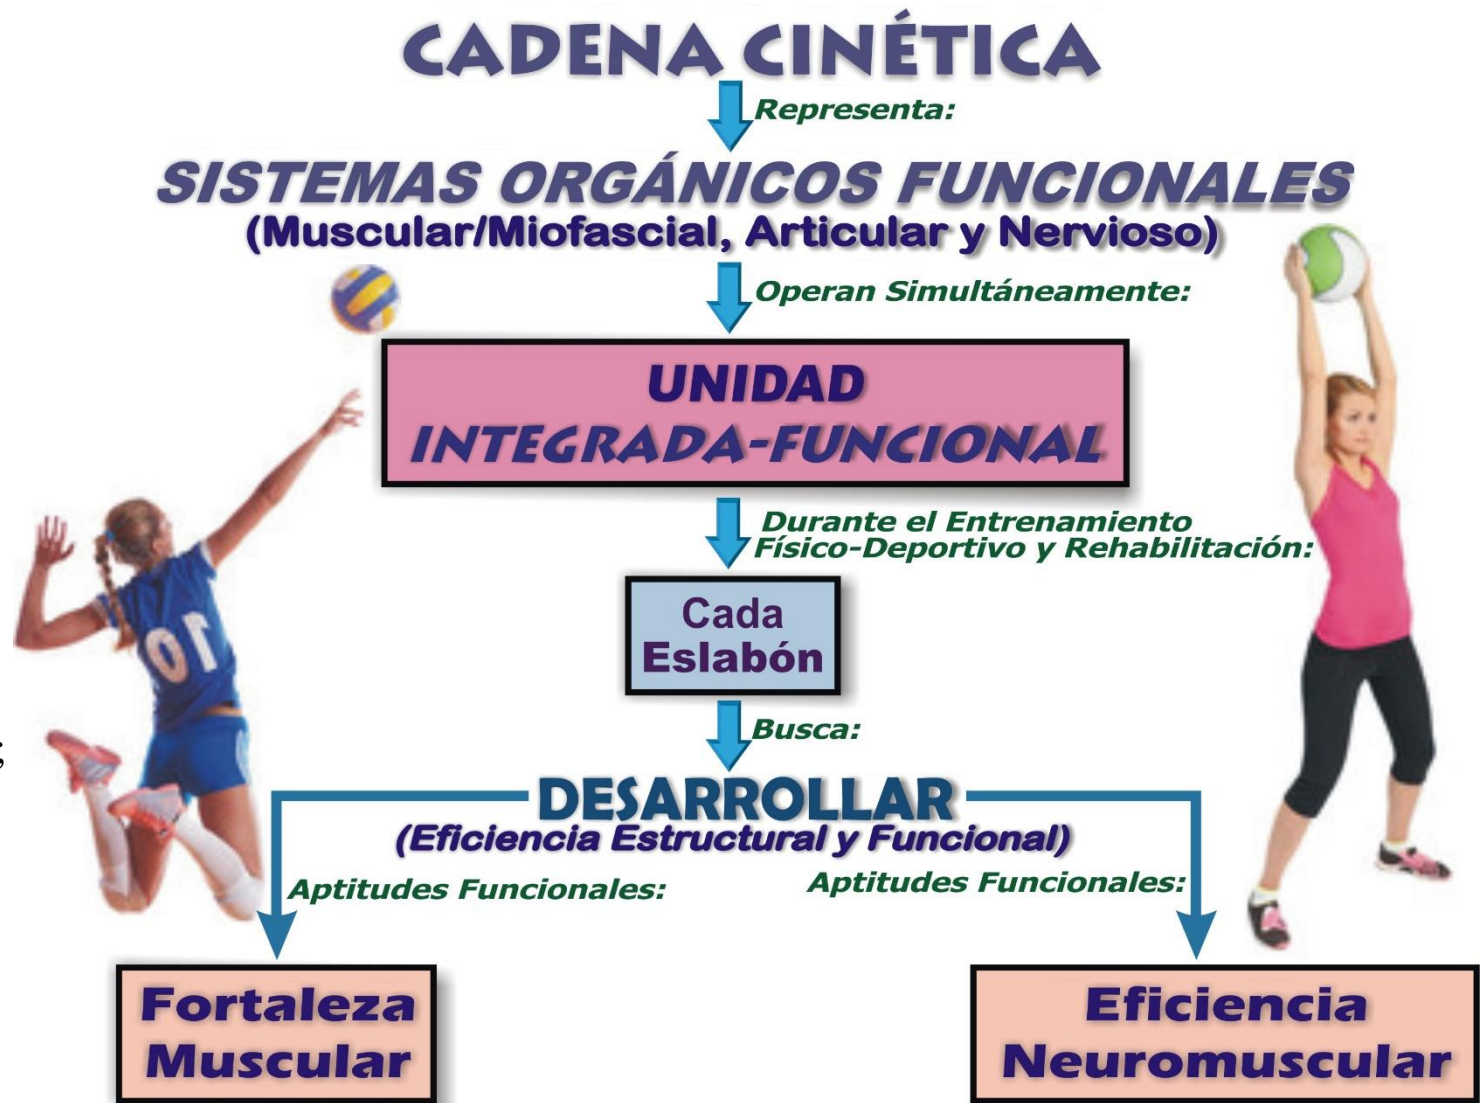 CADENA CINÉTICA
Representa:
SISTEMAS ORGÁNICOS FUNCIONALES
(Muscular/Miofascial, Articular y Nervioso)
Operan Simultáneamente:
UNIDAD
INTEGRADA-FUNCIONAL
Durante el Entrenamiento
Físico-Deportivo y Rehabilitación:
Cada
Eslabón
10
Busca:
;
DESARROLLAR
(Eficiencia Estructural y Funcional)
Aptitudes Funcionales:
Aptitudes Funcionales:
Fortaleza
Muscular
Eficiencia
Neuromuscular